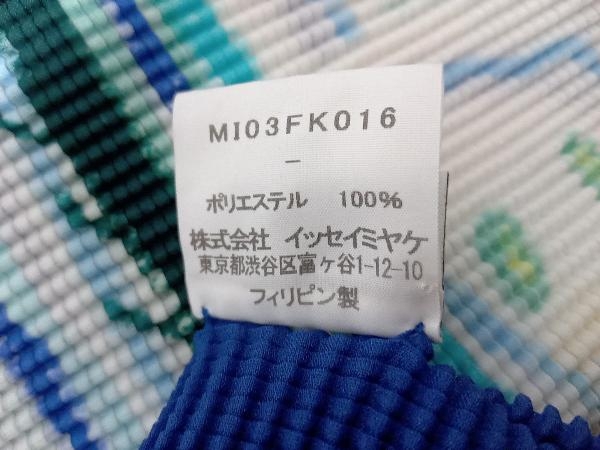 MI03FK016
—
ポリエステル 100%
株式会社 イッセイミヤケ
東京都渋谷区富ヶ谷1-12-10
フィリピン製